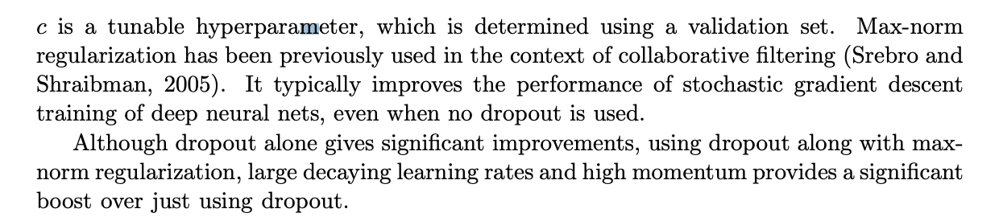 c is a tunable hyperparameter, which is determined using a validation set. Max-norm
regularization has been previously used in the context of collaborative filtering (Srebro and
Shraibman, 2005). It typically improves the performance of stochastic gradient descent
training of deep neural nets, even when no dropout is used.
Although dropout alone gives significant improvements, using dropout along with max-
norm regularization, large decaying learning rates and high momentum provides a significant
boost over just using dropout.